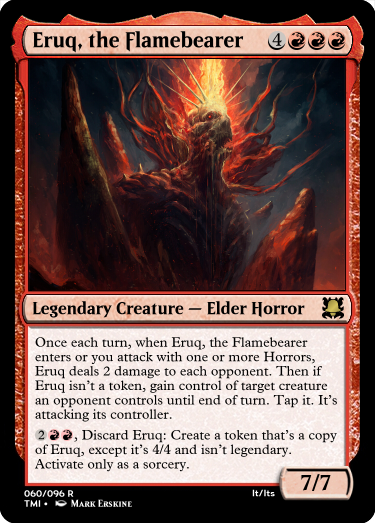 Eruq, the Flamebearer 4
Legendary Creature — Elder Horror
Once each turn, when Eruq, the Flamebearer
enters or you attack with one or more Horrors,
Eruq deals 2 damage to each opponent. Then if
Eruq isn't a token, gain control of target creature
an opponent controls until end of turn. Tap it. It's
attacking its controller.
2, Discard Eruq: Create a token that's a copy
of Eruq, except it's 4/4 and isn't legendary.
Activate only as a sorcery.
7/7
060/096 R It/Its
TMI • Mark Erskine